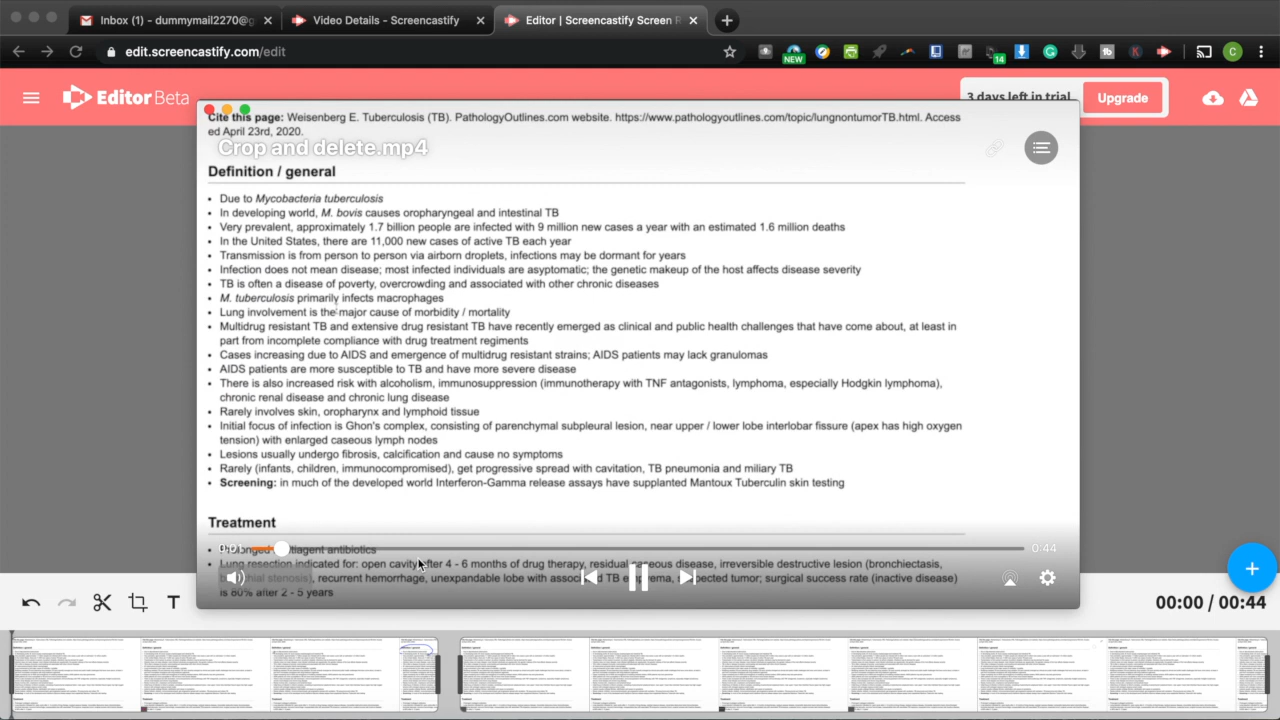 Inbox (1) - dummymail2270@g
Video Details - Screencastify
Editor | Screencastify Screen R
edit.screencastify.com/edit
NEW
14
tb
K
C
Editor Beta
3 days left in trial
Upgrade
Cite this page: Weisenberg E. Tuberculosis (TB). PathologyOutlines.com website. https://www.pathologyoutlines.com/topic/lungnontumorTB.html. Access
ed April 23rd, 2020.
Crop and delete.mp4
Definition / general
• Due to Mycobacteria tuberculosis
• In developing world, M. bovis causes oropharyngeal and intestinal TB
• Very prevalent, approximately 1.7 billion people are infected with 9 million new cases a year with an estimated 1.6 million deaths
• In the United States, there are 11,000 new cases of active TB each year
• Transmission is from person to person via airborn droplets, infections may be dormant for years
• Infection does not mean disease; most infected individuals are asyptomatic; the genetic makeup of the host affects disease severity
• TB is often a disease of poverty, overcrowding and associated with other chronic diseases
• M. tuberculosis primarily infects macrophages
• Lung involvement is the major cause of morbidity / mortality
• Multidrug resistant TB and extensive drug resistant TB have recently emerged as clinical and public health challenges that have come about, at least in
part from incomplete compliance with drug treatment regiments
• Cases increasing due to AIDS and emergence of multidrug resistant strains; AIDS patients may lack granulomas
• AIDS patients are more susceptible to TB and have more severe disease
• There is also increased risk with alcoholism, immunosuppression (immunotherapy with TNF antagonists, lymphoma, especially Hodgkin lymphoma),
chronic renal disease and chronic lung disease
• Rarely involves skin, oropharynx and lymphoid tissue
• Initial focus of infection is Ghon's complex, consisting of parenchymal subpleural lesion, near upper / lower lobe interlobar fissure (apex has high oxygen
tension) with enlarged caseous lymph nodes
• Lesions usually undergo fibrosis, calcification and cause no symptoms
• Rarely (infants, children, immunocompromised), get progressive spread with cavitation, TB pneumonia and miliary TB
• Screening: in much of the developed world Interferon-Gamma release assays have supplanted Mantoux Tuberculin skin testing
Treatment
0:01
antibiotics
0:44
• Lung resection indicated for: open cavity after 4 - 6 months of drug therapy, residual disease, irreversible destructive lesion (bronchiectasis,
stenosis), recurrent hemorrhage, unexpandable lobe with TB tumor; surgical success rate (inactive disease)
is 80% after 2 - 5 years
T
00:00 / 00:44